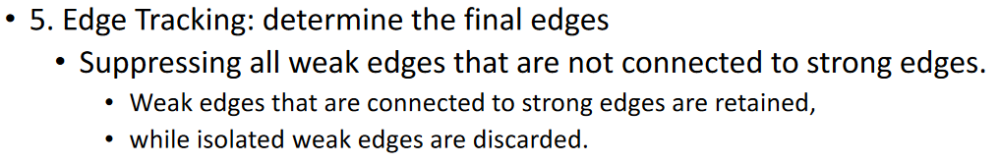 • 5. Edge Tracking: determine the final edges
• Suppressing all weak edges that are not connected to strong edges.
• Weak edges that are connected to strong edges are retained,
• while isolated weak edges are discarded.